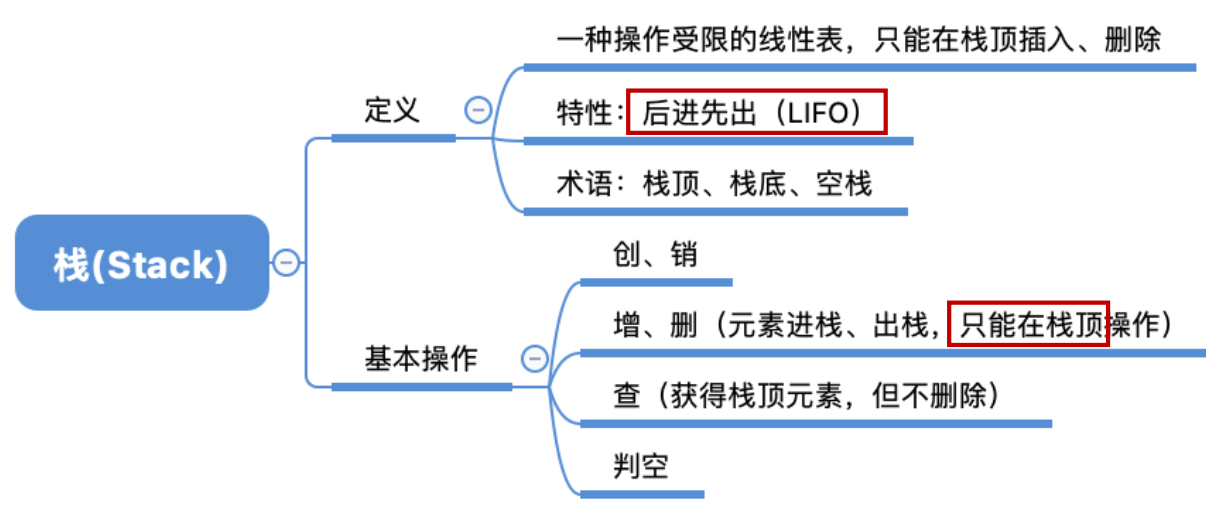 一种操作受限的线性表，只能在栈顶插入、删除
定义
特性：后进先出（LIFO）
术语：栈顶、栈底、空栈
栈(Stack)
创、销
增、删（元素进栈、出栈，只能在栈顶操作）
基本操作
查（获得栈顶元素，但不删除）
判空